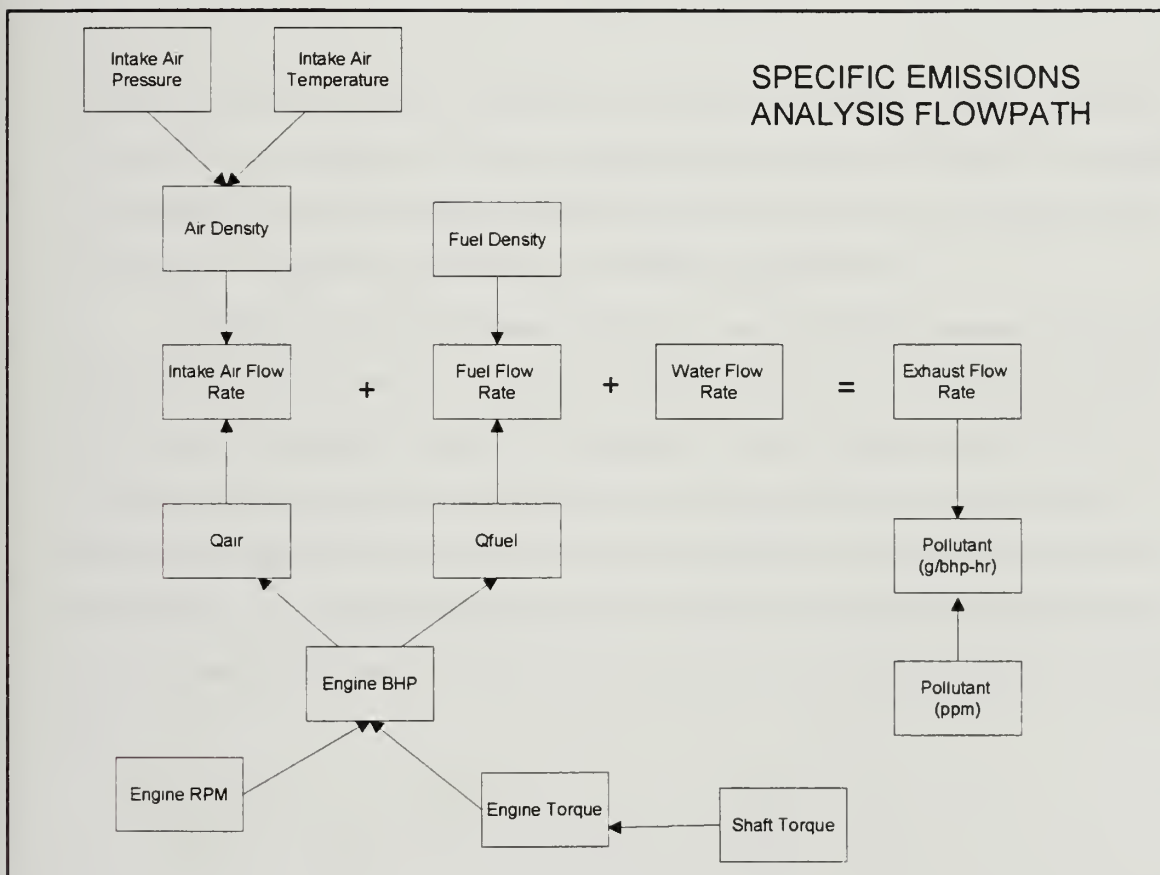 SPECIFIC EMISSIONS
ANALYSIS FLOWPATH
Intake Air
Pressure
Intake Air
Temperature
Air Density
Fuel Density
Intake Air Flow
Rate
+
Fuel Flow
Rate
+
Water Flow
Rate
=
Exhaust Flow
Rate
Qair
Qfuel
Pollutant
(g/bhp-hr)
Engine BHP
Pollutant
(ppm)
Engine RPM
Engine Torque
Shaft Torque